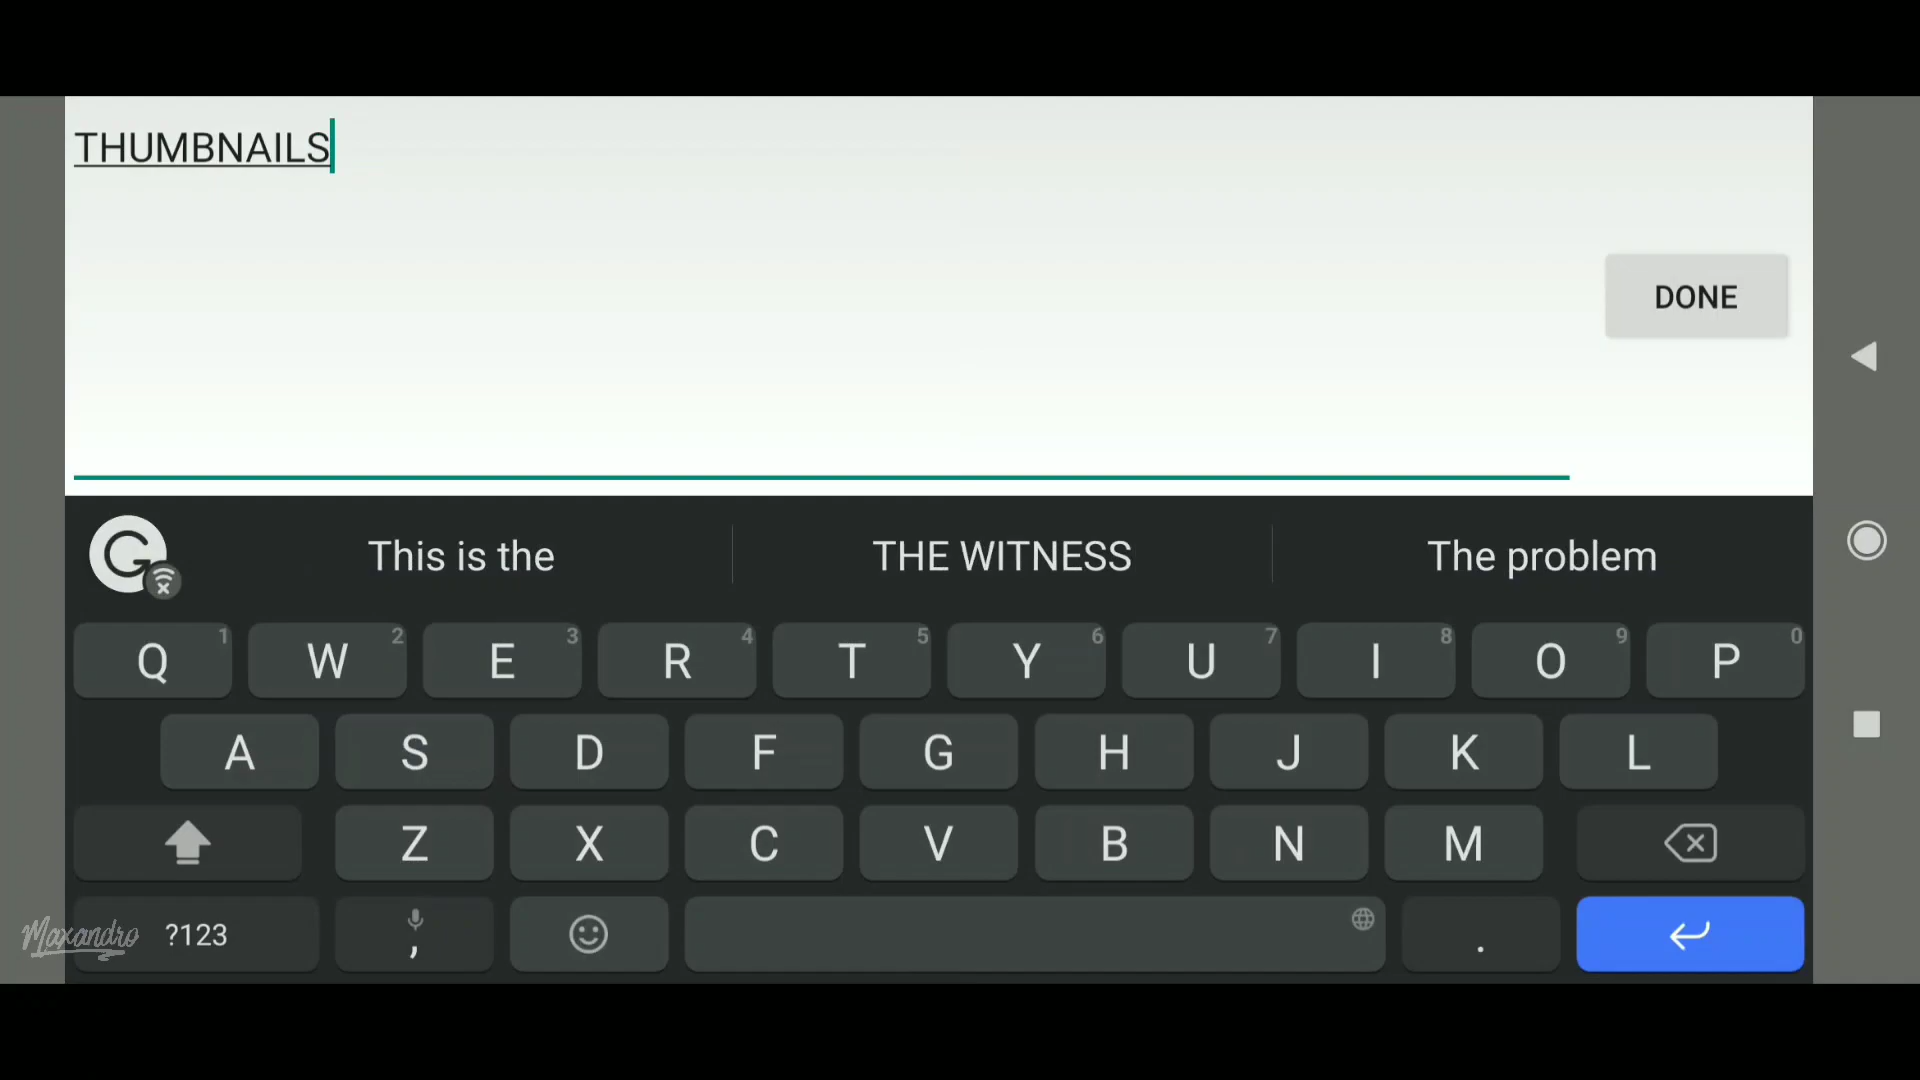 THUMBNAILS
DONE
This is the
THE WITNESS
The problem
Q 1 W 2 E 3 R 4 T 5 Y 6 U 7 I 8 O 9 P 0
A S D F G H J K L
Z X C V B N M
Maxandro ?123 , .